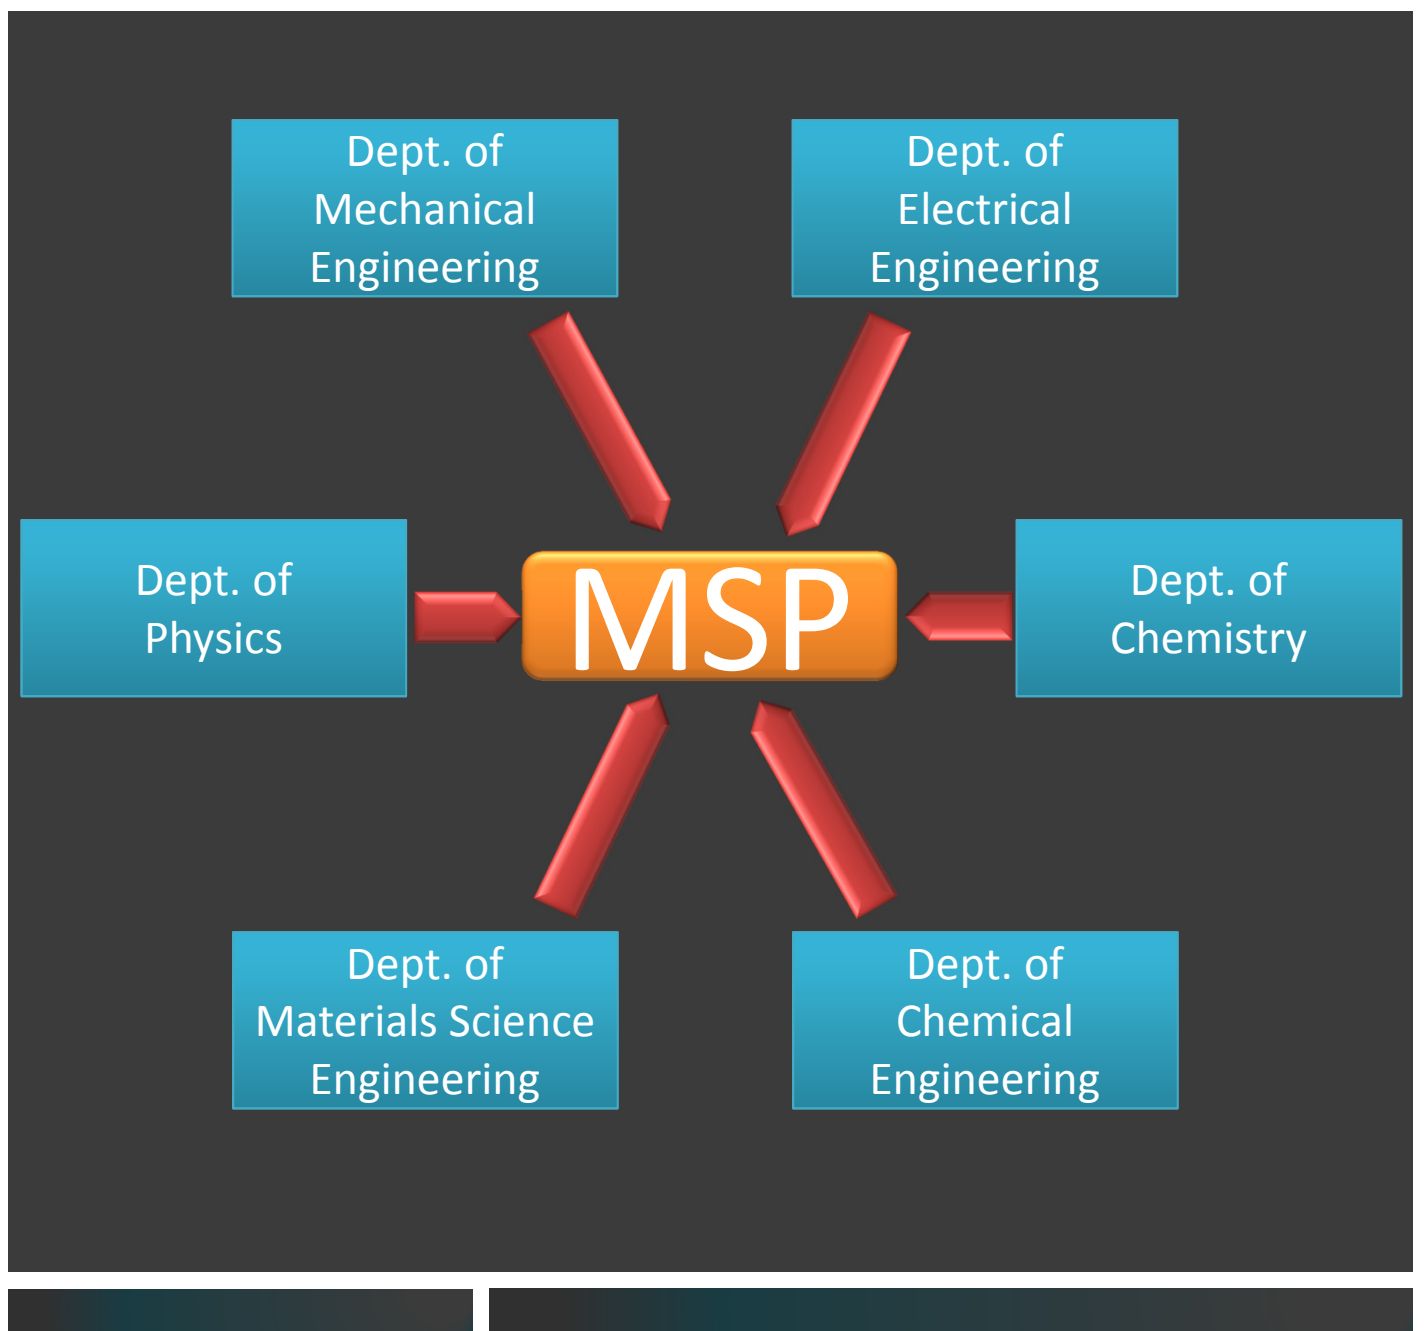 Dept. of
Mechanical
Engineering
Dept. of
Electrical
Engineering
Dept. of
Physics
MSP
Dept. of
Chemistry
Dept. of
Materials Science
Engineering
Dept. of
Chemical
Engineering